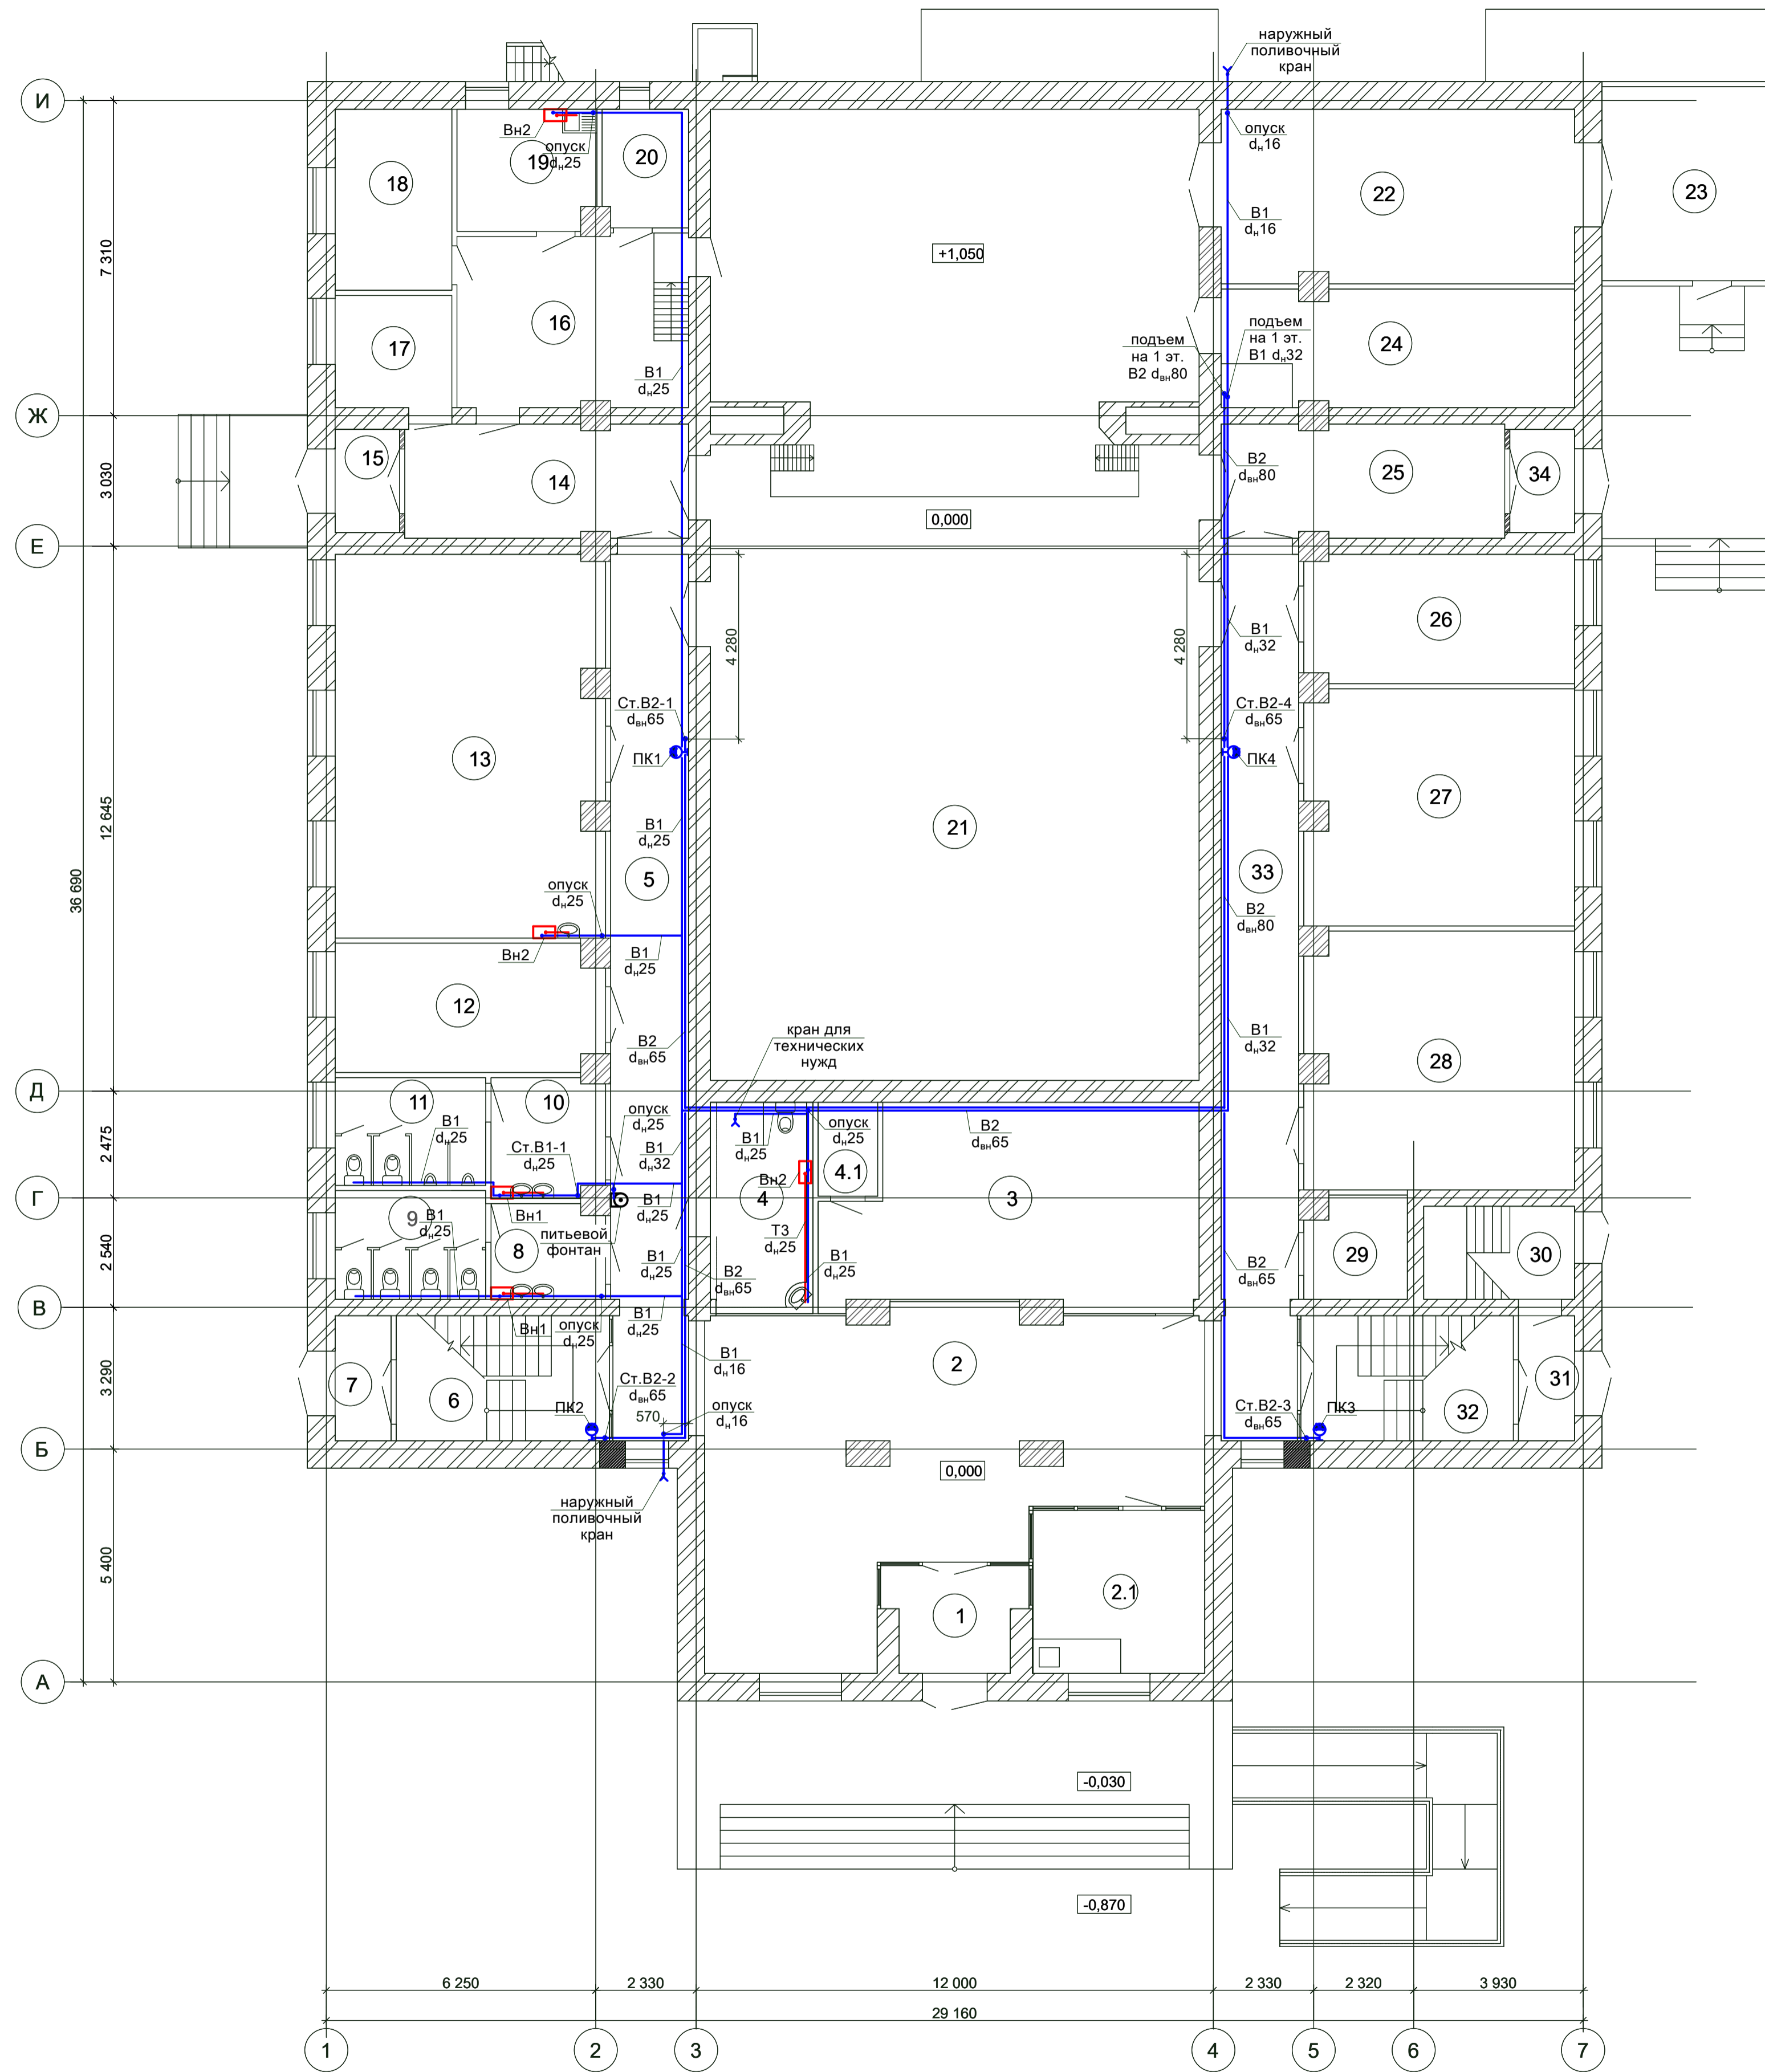 наружный
поливочный
кран
И
Вн2
опуск
dн25
19
20
18
опуск
dн16
22
23
В1
dн16
+1,050
7 310
16
17
В1
dн25
подъем
на 1 эт.
В2 dвн80
подъем
на 1 эт.
В1 dн32
24
Ж
15
14
3 030
В2
dвн80
25
34
0,000
Е
4 280
4 280
26
В1
dн32
Ст.В2-1
dвн65
Ст.В2-4
dвн65
ПК1
ПК4
13
27
12 645
В1
dн25
21
5
33
36 690
опуск
dн25
В2
dвн80
Вн2
В1
dн25
12
кран для
технических
нужд
В2
dвн65
В1
dн32
28
Д
11
10
опуск
dн25
В1
dн25
Ст.В1-1
dн25
В1
dн32
В1
dн25
опуск
dн25
В2
dвн65
2 475
4.1
Вн2
Г
Вн1
В1
dн25
4
3
9
В1
dн25
8
питьевой
фонтан
Т3
dн25
2 540
В1
dн25
В2
dвн65
В1
dн25
В2
dвн65
29
30
В
Вн1
опуск
dн25
В1
dн25
В1
dн16
2
3 290
7
6
ПК2
Ст.В2-2
dвн65
570
опуск
dн16
Ст.В2-3
dвн65
ПК3
32
31
Б
0,000
наружный
поливочный
кран
5 400
1
2.1
А
-0,030
-0,870
6 250
2 330
12 000
2 330
2 320
3 930
29 160
1
2
3
4
5
6
7